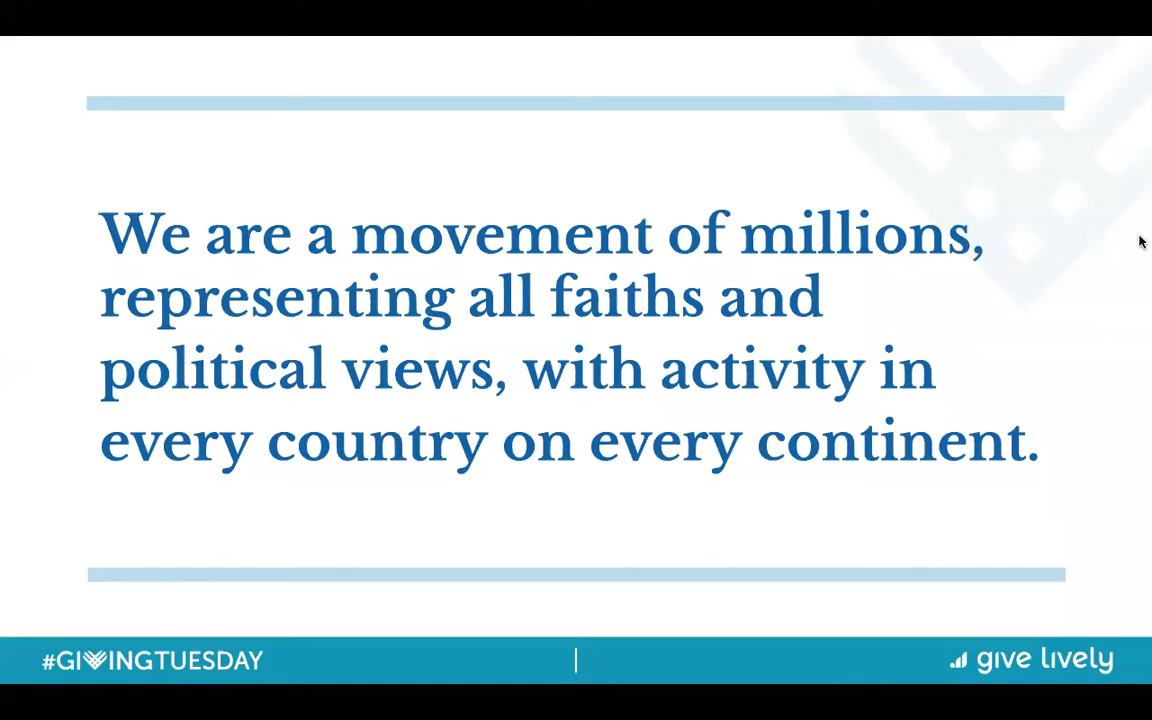 We are a movement of millions,
representing all faiths and
political views, with activity in
every country on every continent.
#GIVINGTUESDAY
give lively